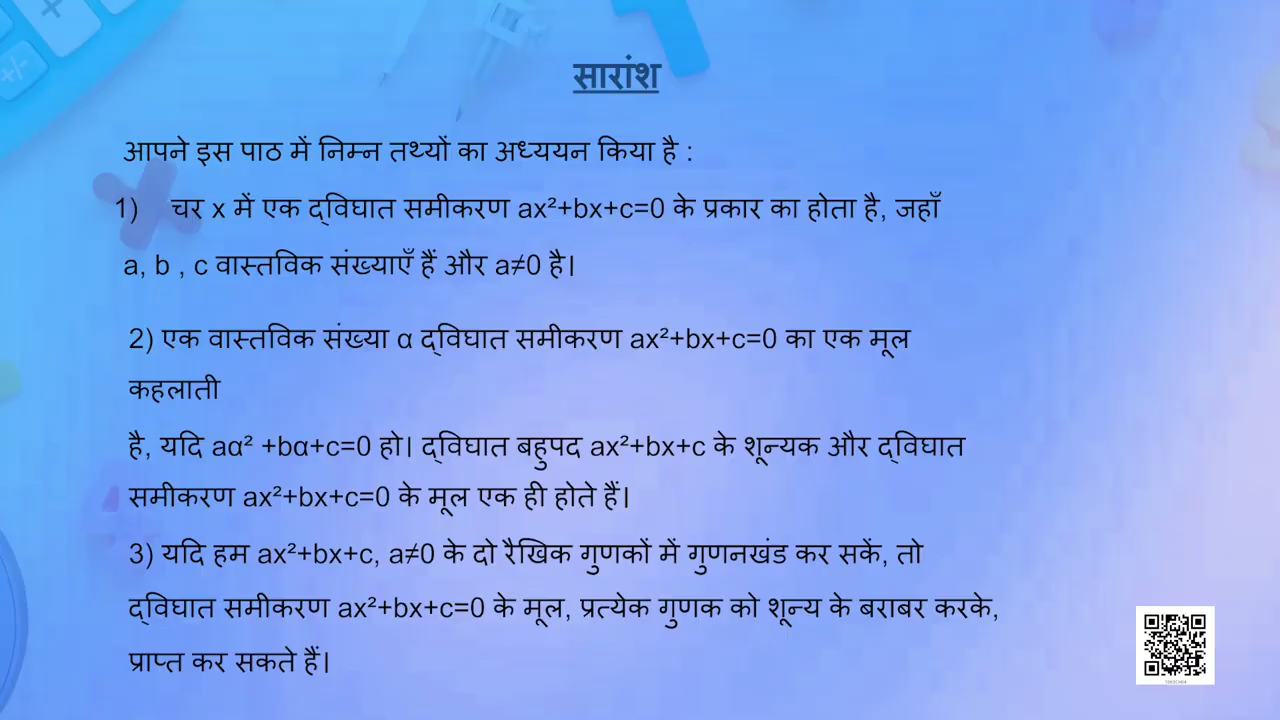 सारांश
आपने इस पाठ में निम्न तथ्यों का अध्ययन किया है :
1) चर x में एक द्विघात समीकरण ax²+bx+c=0 के प्रकार का होता है, जहाँ
a, b , c वास्तविक संख्याएँ हैं और a≠0 है।
2) एक वास्तविक संख्या α द्विघात समीकरण ax²+bx+c=0 का एक मूल
कहलाती
है, यदि aα² +bα+c=0 हो। द्विघात बहुपद ax²+bx+c के शून्यक और द्विघात
समीकरण ax²+bx+c=0 के मूल एक ही होते हैं।
3) यदि हम ax²+bx+c, a≠0 के दो रैखिक गुणकों में गुणनखंड कर सकें, तो
द्विघात समीकरण ax²+bx+c=0 के मूल, प्रत्येक गुणक को शून्य के बराबर करके,
प्राप्त कर सकते हैं।